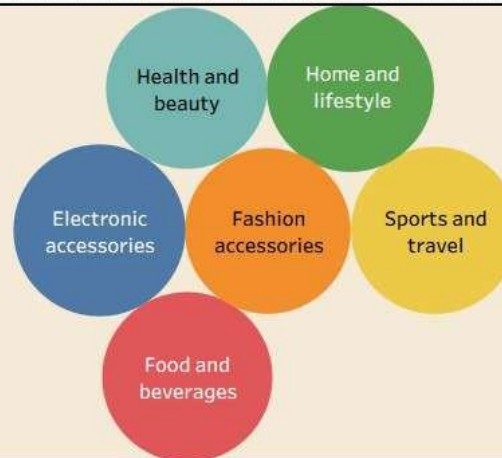 Health and
beauty
Home and
lifestyle
Electronic
accessories
Fashion
accessories
Sports and
travel
Food and
beverages